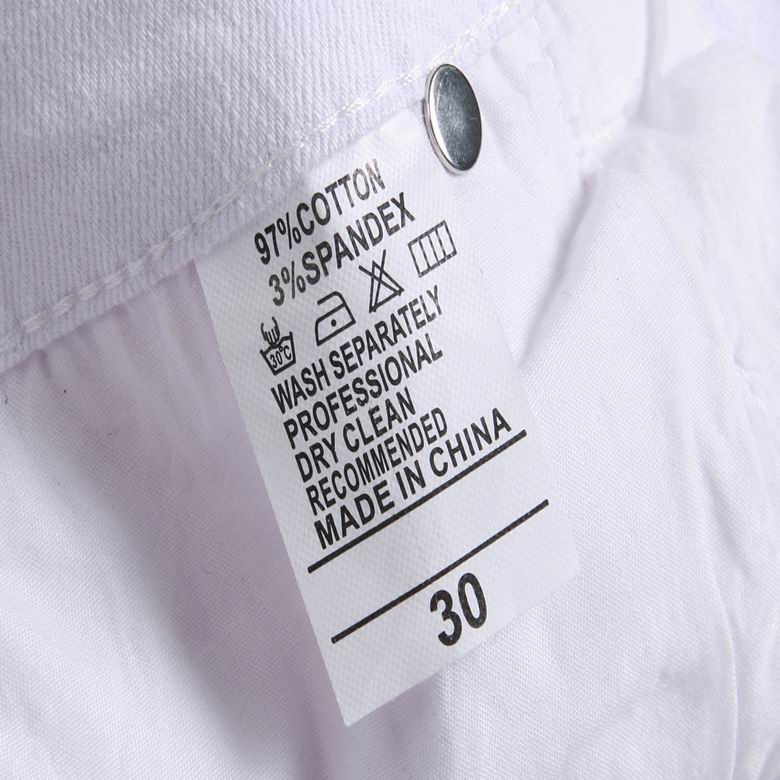 97%COTTON
3%SPANDEX
30°C
WASH SEPARATELY
PROFESSIONAL
DRY CLEAN
RECOMMENDED
MADE IN CHINA
30